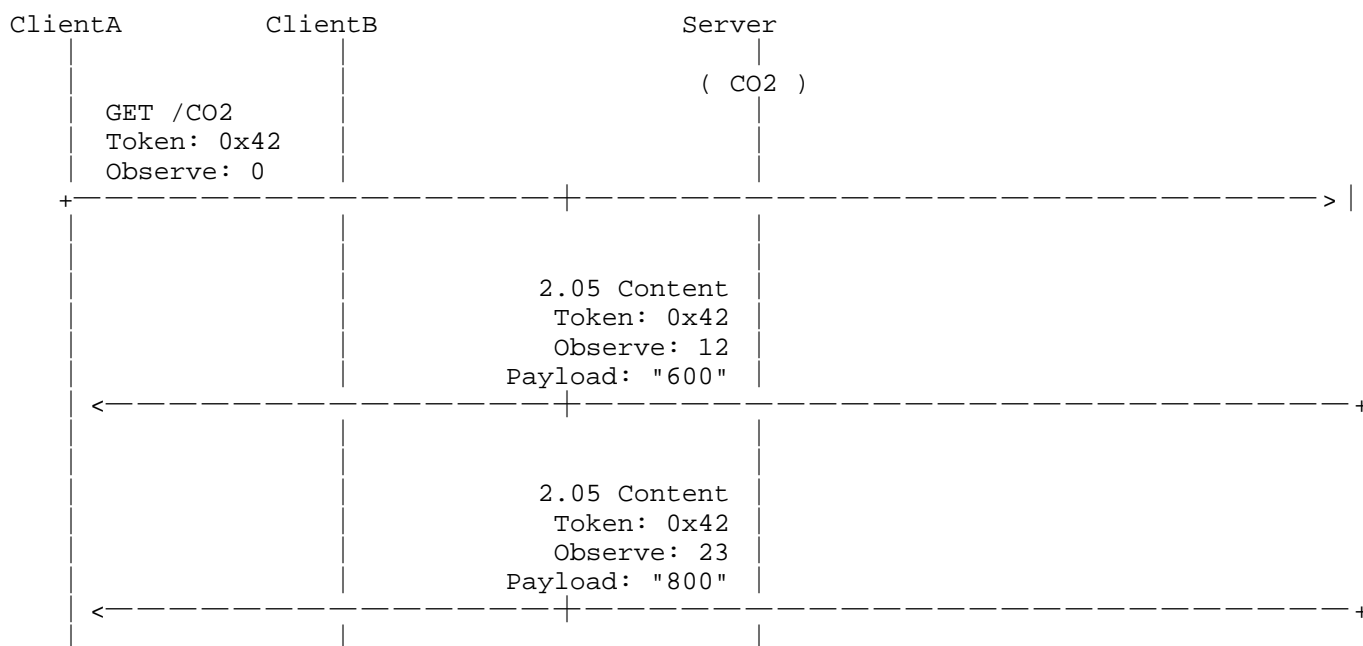 ClientA ClientB Server
( CO2 )
GET /CO2
Token: 0x42
Observe: 0
2.05 Content
Token: 0x42
Observe: 12
Payload: "600"
2.05 Content
Token: 0x42
Observe: 23
Payload: "800"